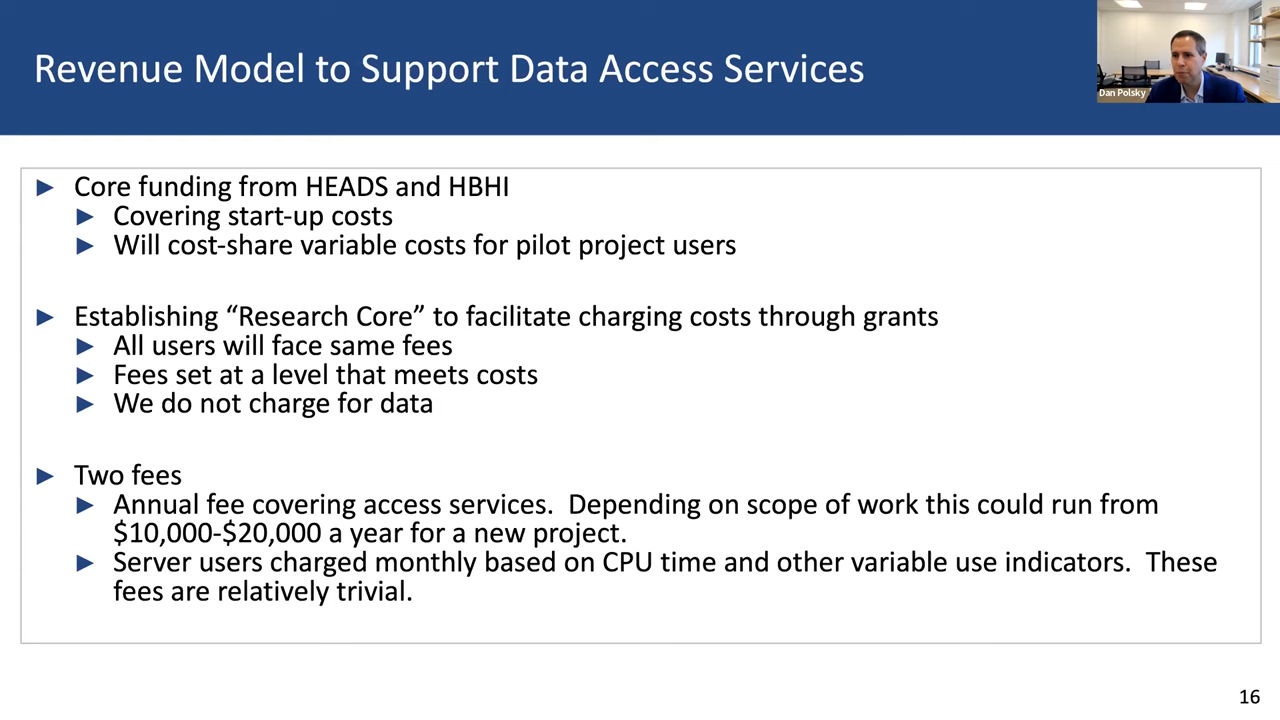 Revenue Model to Support Data Access Services
Dan Polsky
► Core funding from HEADS and HBHI
► Covering start-up costs
► Will cost-share variable costs for pilot project users
► Establishing “Research Core” to facilitate charging costs through grants
► All users will face same fees
► Fees set at a level that meets costs
► We do not charge for data
► Two fees
► Annual fee covering access services.  Depending on scope of work this could run from
$10,000-$20,000 a year for a new project.
► Server users charged monthly based on CPU time and other variable use indicators.  These
fees are relatively trivial.
16